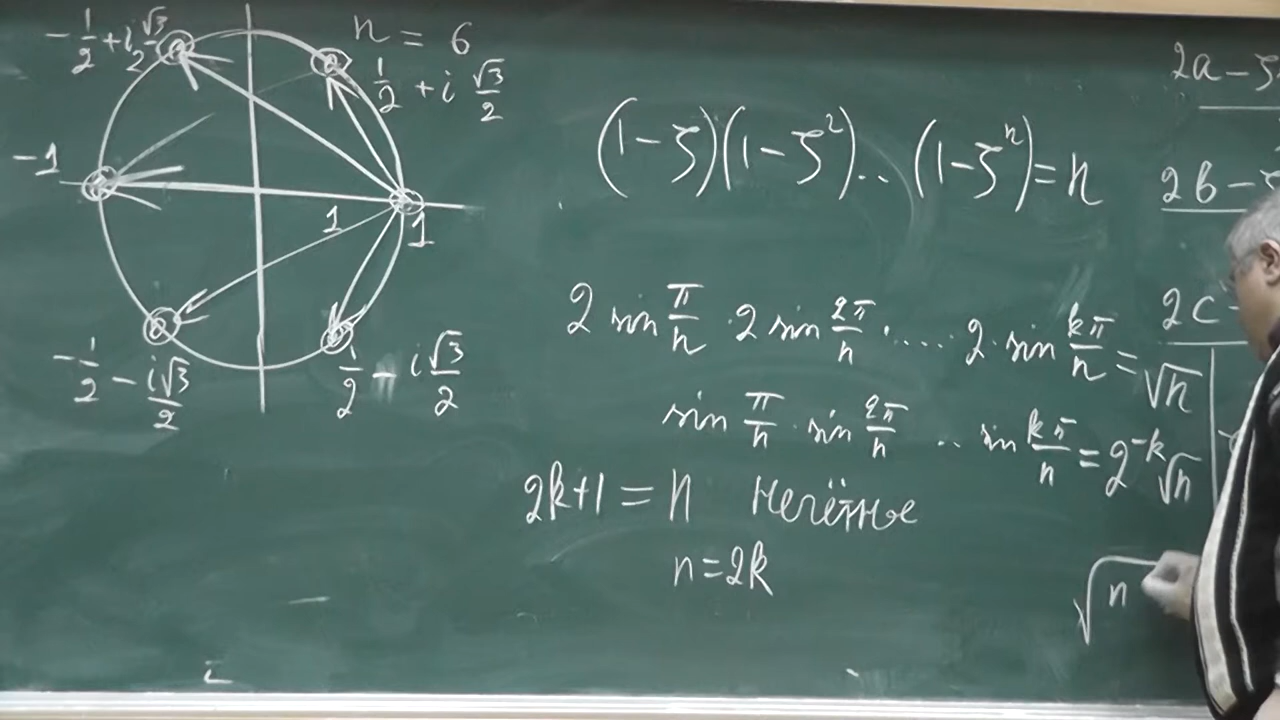 -1/2 + i √3/2
n = 6
1/2 + i √3/2
-1
1
1
-1/2 - i√3/2
1/2 - i √3/2
(1-ζ)(1-ζ²)..(1-ζⁿ)=n
2 sin π/n · 2 sin 2π/n ·.... 2· sin kπ/n = √n
sin π/n · sin 2π/n .. sin kπ/n = 2^-k √n
2k+1 = n нечётное
n=2k
√n
2a - ζ
2b - ζ
2c -